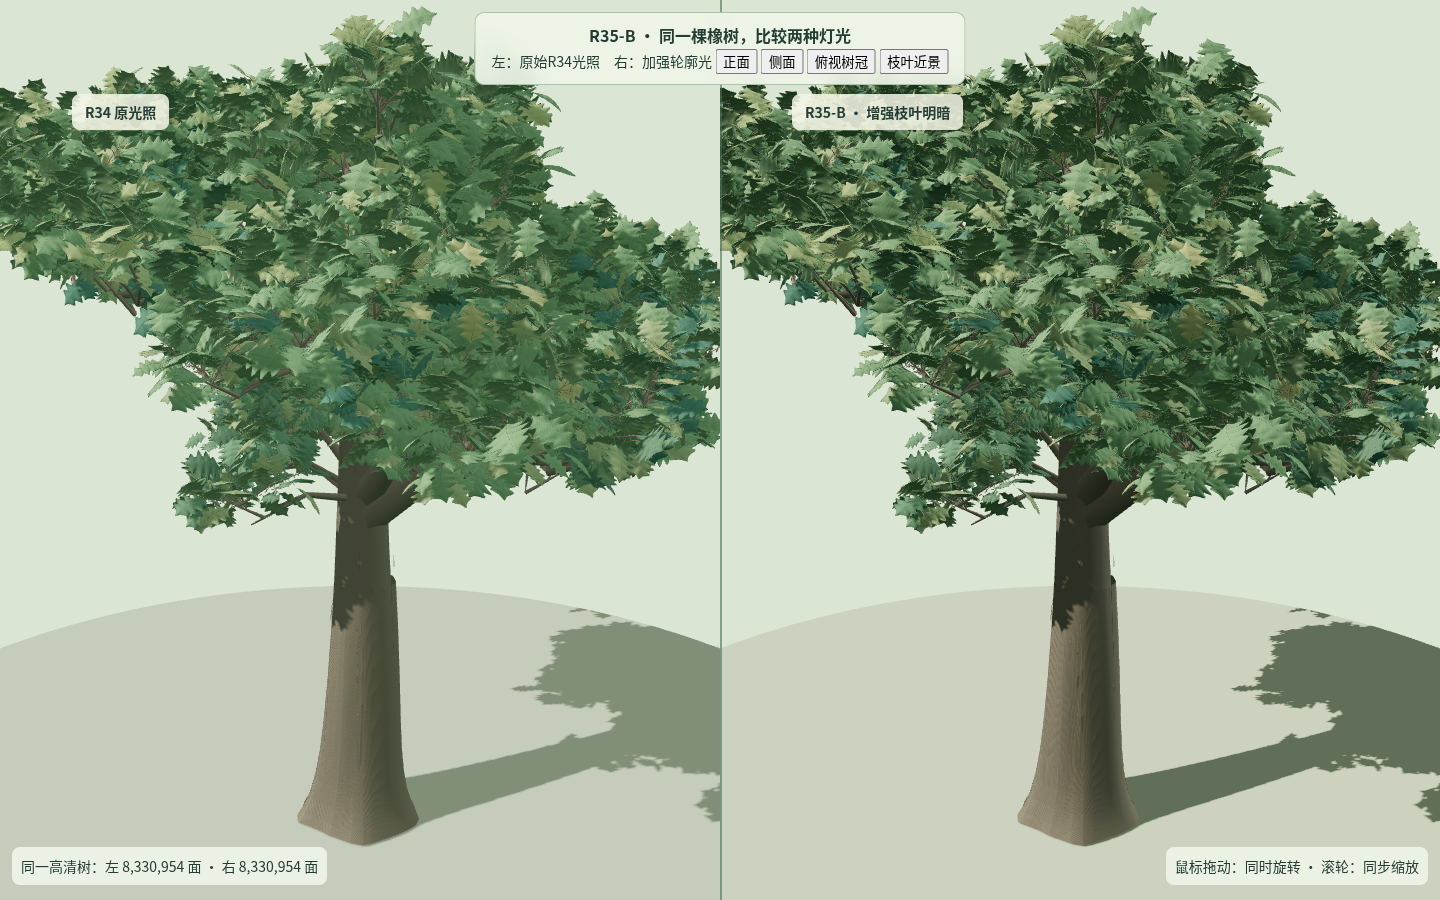 R35-B · 同一棵橡树，比较两种灯光
左：原始R34光照 右：加强轮廓光 正面 侧面 俯视树冠 枝叶近景
R34 原光照
R35-B · 增强枝叶明暗
同一高清树：左 8,330,954 面 · 右 8,330,954 面
鼠标拖动：同时旋转 · 滚轮：同步缩放